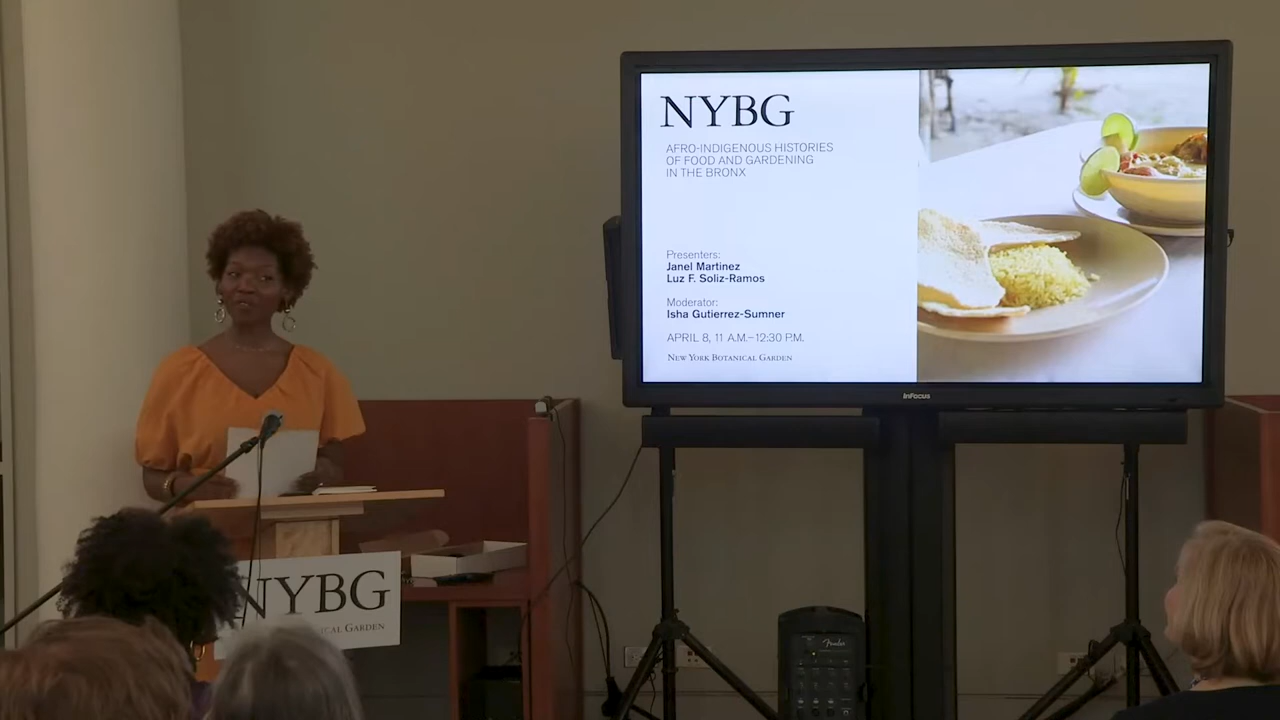 NYBG
AFRO-INDIGENOUS HISTORIES
OF FOOD AND GARDENING
IN THE BRONX
Presenters:
Janel Martinez
Luz F. Soliz-Ramos
Moderator:
Isha Gutierrez-Sumner
APRIL 8, 11 A.M.–12:30 P.M.
NEW YORK BOTANICAL GARDEN
InFocus
NYBG
ICAL GARDEN
Fender